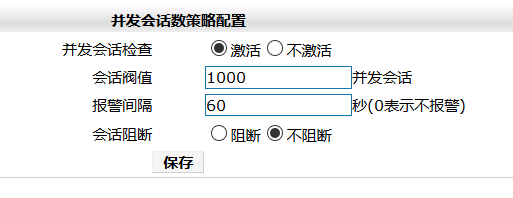 并发会话数策略配置
并发会话检查 激活 不激活
会话阀值 1000 并发会话
报警间隔 60 秒(0表示不报警)
会话阻断 阻断 不阻断
保存